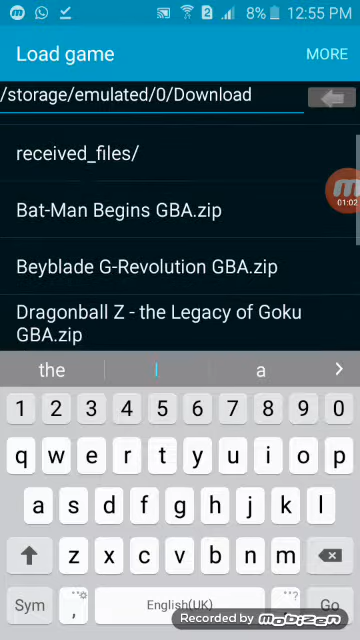 2 8% 12:55 PM
Load game MORE
/storage/emulated/0/Download
received_files/
01:02
Bat-Man Begins GBA.zip
Beyblade G-Revolution GBA.zip
Dragonball Z - the Legacy of Goku
GBA.zip
the I a
1 2 3 4 5 6 7 8 9 0
q w e r t y u i o p
a s d f g h j k l
z x c v b n m
Sym , English(UK) .,?? Go
Recorded by mobizen